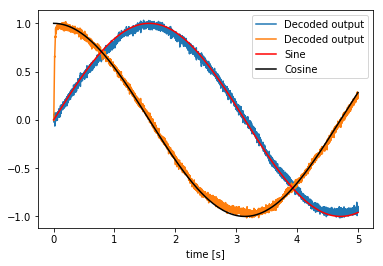 1.0
0.5
0.0
−0.5
−1.0
0 1 2 3 4 5
time [s]
Decoded output
Decoded output
Sine
Cosine